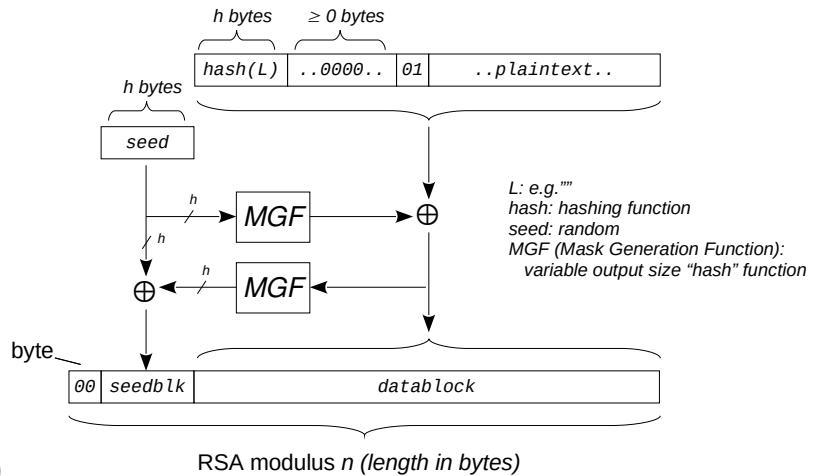 h bytes
≥ 0 bytes
hash(L) ..0000.. 01 ..plaintext..
h bytes
seed
h
MGF
⊕
h
L: e.g.””
hash: hashing function
seed: random
MGF (Mask Generation Function):
variable output size “hash” function
⊕
h
MGF
byte
00 seedblk datablock
RSA modulus n (length in bytes)